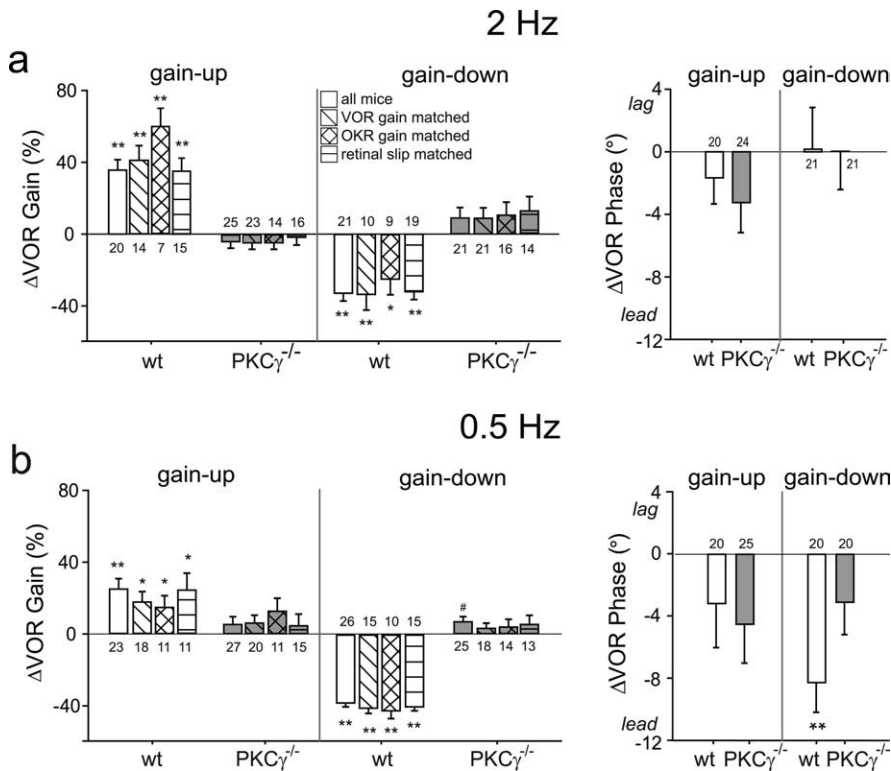 2 Hz
a
gain-up
gain-down
gain-up
gain-down
all mice
VOR gain matched
OKR gain matched
retinal slip matched
ΔVOR Gain (%)
80
40
0
-40
** ** ** **
20 14 7 15
25 23 14 16
21 10 9 19
** ** * **
21 21 16 14
wt
PKCγ-/-
wt
PKCγ-/-
ΔVOR Phase (°)
4
0
-4
-8
-12
lag
lead
20 24
21 21
wt PKCγ-/-
wt PKCγ-/-
0.5 Hz
b
gain-up
gain-down
gain-up
gain-down
ΔVOR Gain (%)
80
40
0
-40
** * * *
23 18 11 11
27 20 11 15
26 15 10 15
** ** ** **
#
25 18 14 13
wt
PKCγ-/-
wt
PKCγ-/-
ΔVOR Phase (°)
4
0
-4
-8
-12
lag
lead
20 25
20 20
**
wt PKCγ-/-
wt PKCγ-/-